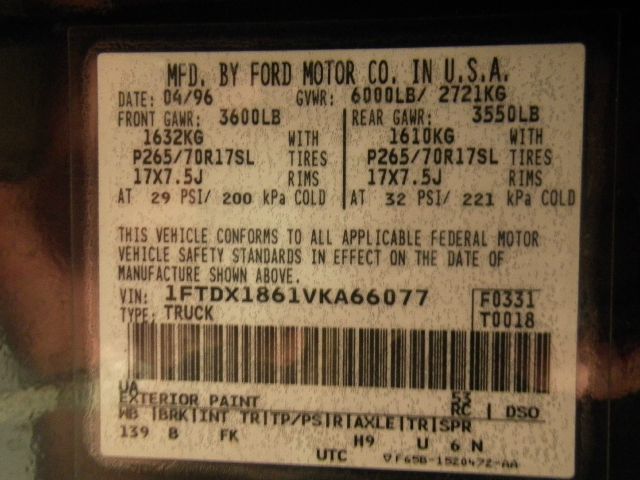 MFD. BY FORD MOTOR CO. IN U.S.A.
DATE: 04/96 GVWR: 6000LB/ 2721KG
FRONT GAWR: 3600LB REAR GAWR: 3550LB
1632KG WITH 1610KG WITH
P265/70R17SL TIRES P265/70R17SL TIRES
17X7.5J RIMS 17X7.5J RIMS
AT 29 PSI/ 200 kPa COLD AT 32 PSI/ 221 kPa COLD
THIS VEHICLE CONFORMS TO ALL APPLICABLE FEDERAL MOTOR
VEHICLE SAFETY STANDARDS IN EFFECT ON THE DATE OF
MANUFACTURE SHOWN ABOVE.
VIN: 1FTDX1861VKA66077 F0331
TYPE: TRUCK T0018
UA 53
EXTERIOR PAINT RC | DSO
WB |BRK|INT TR|TP/PS|R|AXLE|TR|SPR
139 B FK H9 U 6 N
UTC ▽F65B-1520472-AA